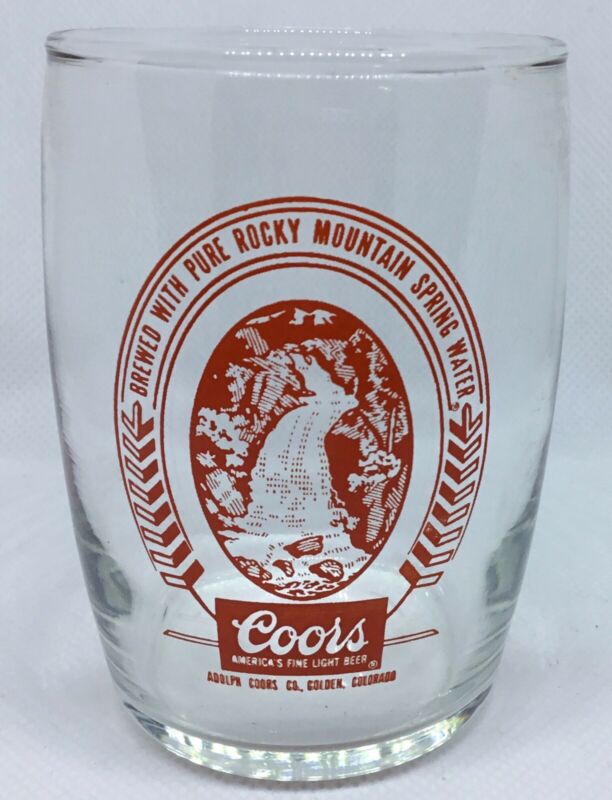 BREWED WITH PURE ROCKY MOUNTAIN SPRING WATER®
Coors
AMERICA'S FINE LIGHT BEER®
ADOLPH COORS CO., GOLDEN, COLORADO